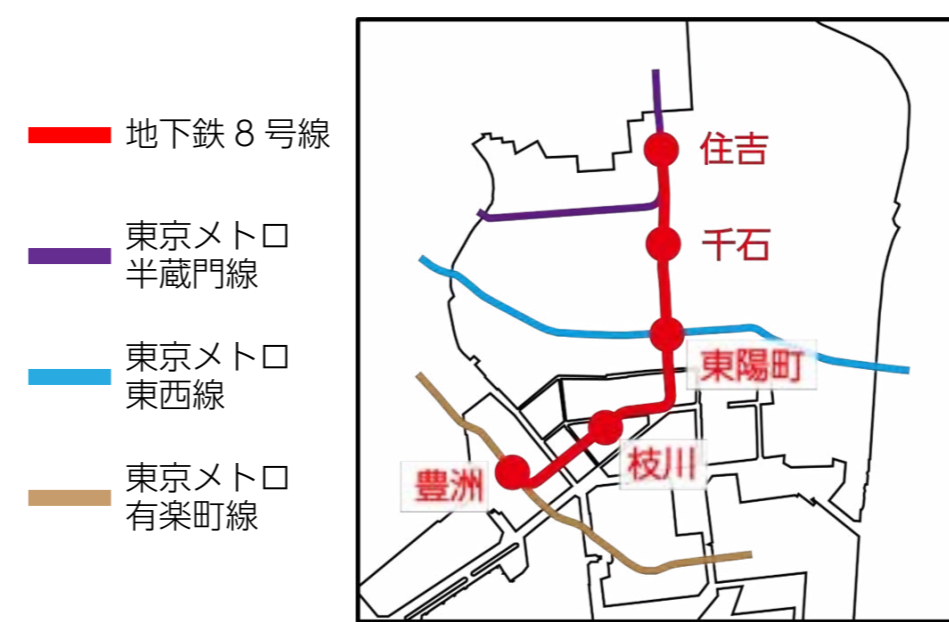 地下鉄 8 号線
東京メトロ
半蔵門線
東京メトロ
東西線
東京メトロ
有楽町線
住吉
千石
東陽町
枝川
豊洲